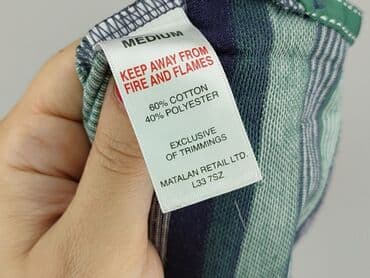 MEDIUM
KEEP AWAY FROM
FIRE AND FLAMES
60% COTTON
40% POLYESTER
EXCLUSIVE
OF TRIMMINGS
MATALAN RETAIL LTD.
L33 7SZ